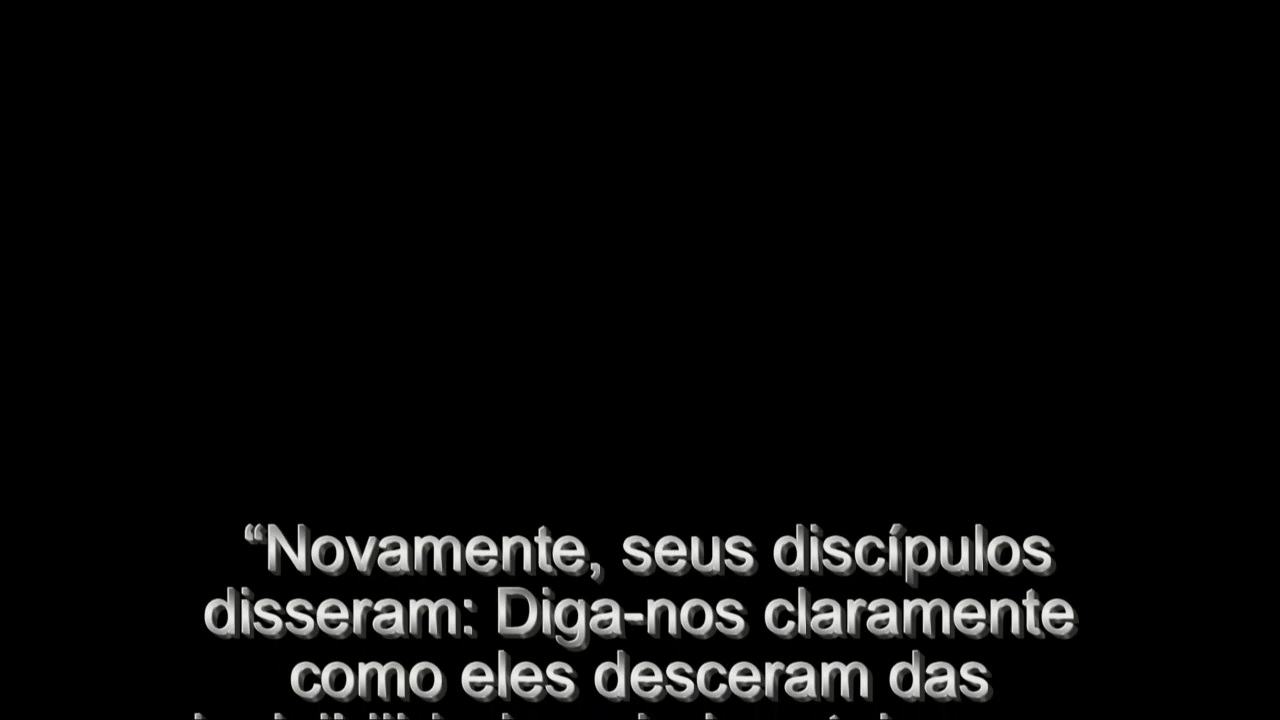 “Novamente, seus discípulos
disseram: Diga-nos claramente
como eles desceram das